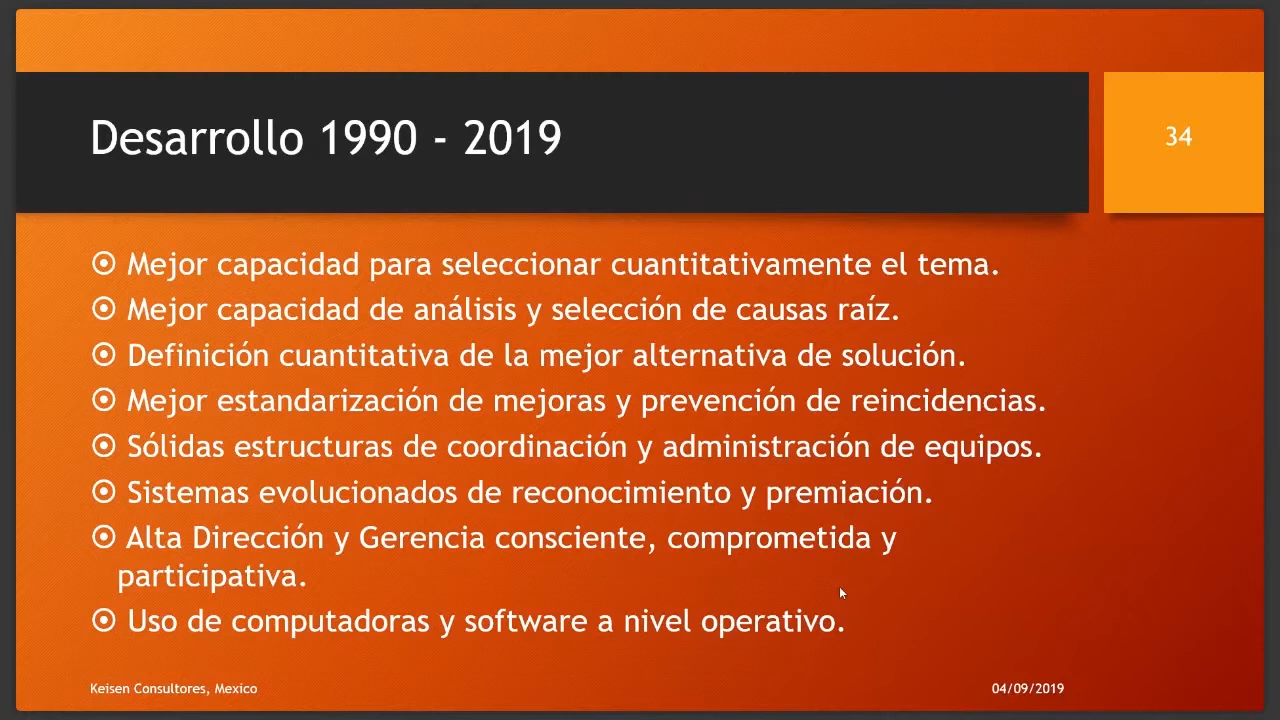 Desarrollo 1990 - 2019
34
Mejor capacidad para seleccionar cuantitativamente el tema.
Mejor capacidad de análisis y selección de causas raíz.
Definición cuantitativa de la mejor alternativa de solución.
Mejor estandarización de mejoras y prevención de reincidencias.
Sólidas estructuras de coordinación y administración de equipos.
Sistemas evolucionados de reconocimiento y premiación.
Alta Dirección y Gerencia consciente, comprometida y
participativa.
Uso de computadoras y software a nivel operativo.
Keisen Consultores, Mexico
04/09/2019